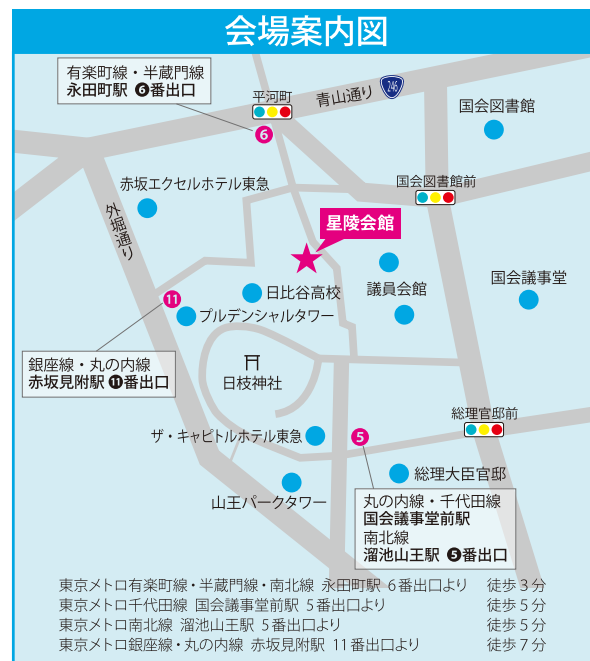 会場案内図
有楽町線・半蔵門線
永田町駅 ❻番出口
平河町
青山通り
246
国会図書館
6
赤坂エクセルホテル東急
国会図書館前
外堀通り
星陵会館
日比谷高校
議員会館
国会議事堂
11
プルデンシャルタワー
銀座線・丸の内線
赤坂見附駅 ⓫番出口
日枝神社
総理官邸前
ザ・キャピトルホテル東急
5
総理大臣官邸
山王パークタワー
丸の内線・千代田線
国会議事堂前駅
南北線
溜池山王駅 ❺番出口
東京メトロ有楽町線・半蔵門線・南北線 永田町駅 6番出口より 徒歩3分
東京メトロ千代田線 国会議事堂前駅 5番出口より 徒歩5分
東京メトロ南北線 溜池山王駅 5番出口より 徒歩5分
東京メトロ銀座線・丸の内線 赤坂見附駅 11番出口より 徒歩7分